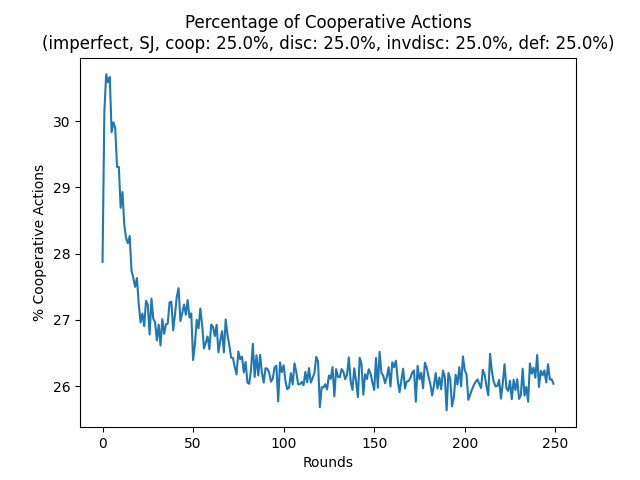 Percentage of Cooperative Actions
(imperfect, SJ, coop: 25.0%, disc: 25.0%, invdisc: 25.0%, def: 25.0%)
30
29
28
27
26
% Cooperative Actions
0 50 100 150 200 250
Rounds